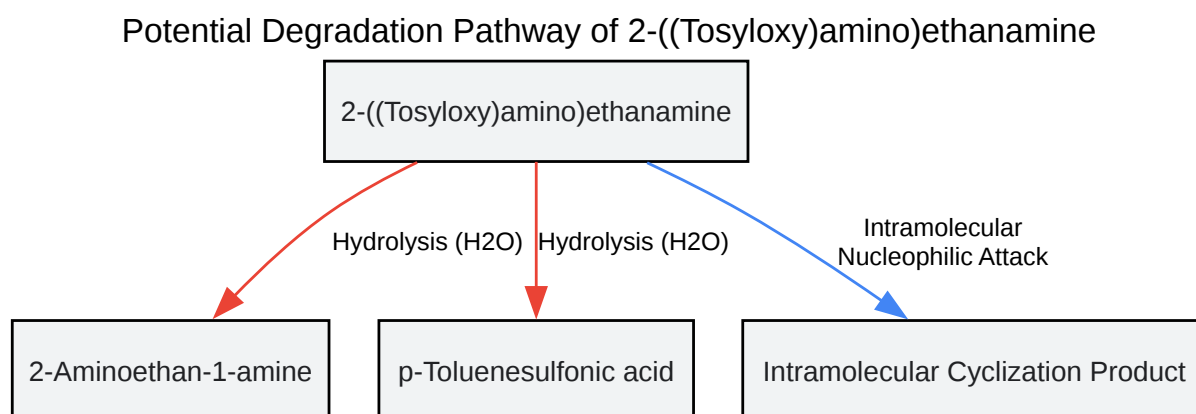 Potential Degradation Pathway of 2-((Tosyloxy)amino)ethanamine
2-((Tosyloxy)amino)ethanamine
Hydrolysis (H2O)
Hydrolysis (H2O)
Intramolecular
Nucleophilic Attack
2-Aminoethan-1-amine
p-Toluenesulfonic acid
Intramolecular Cyclization Product